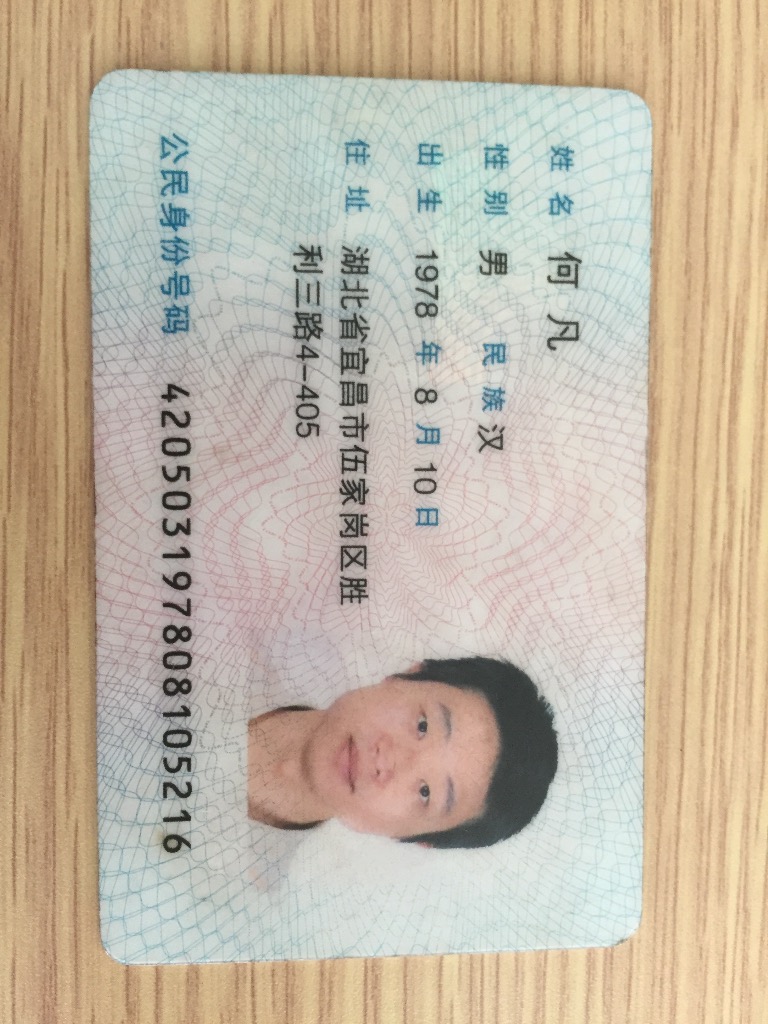 姓名 何凡
性别 男 民族 汉
出生 1978 年 8 月 10 日
住址 湖北省宜昌市伍家岗区胜
利三路4-405
公民身份号码 420503197808105216